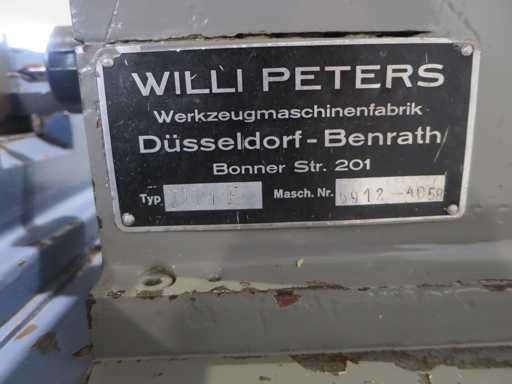 WILLI PETERS
Werkzeugmaschinenfabrik
Düsseldorf-Benrath
Bonner Str. 201
Typ Masch. Nr.